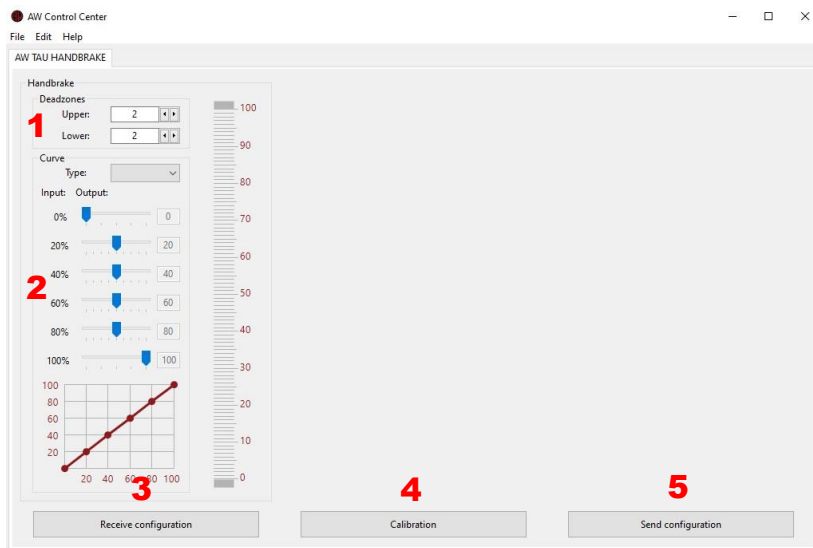 AW Control Center
File Edit Help
AW TAU HANDBRAKE
Handbrake
Deadzones
1
Upper: 2
Lower: 2
Curve
Type:
Input: Output:
0% 0
20% 20
2
40% 40
60% 60
80% 80
100% 100
100
80
60
40
20
20 40 60 80 100
100
90
80
70
60
50
40
30
20
10
0
3
4
5
Receive configuration
Calibration
Send configuration